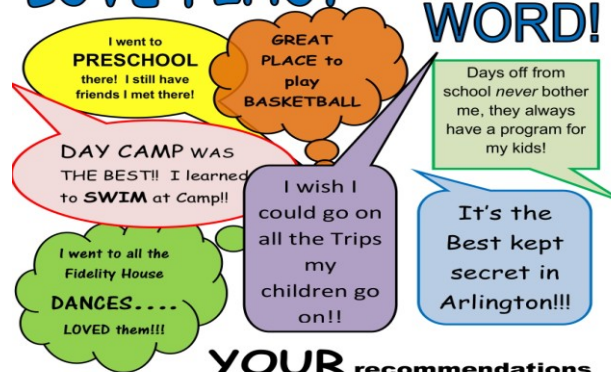 WORD!
I went to
PRESCHOOL
there! I still have
friends I met there!
GREAT
PLACE to
play
BASKETBALL
Days off from
school never bother
me, they always
have a program for
my kids!
DAY CAMP WAS
THE BEST!! I learned
to SWIM at Camp!!
I wish I
could go on
all the Trips
my
children go
on!!
It's the
Best kept
secret in
Arlington!!!
I went to all the
Fidelity House
DANCES....
LOVED them!!!
YOUR recommendations